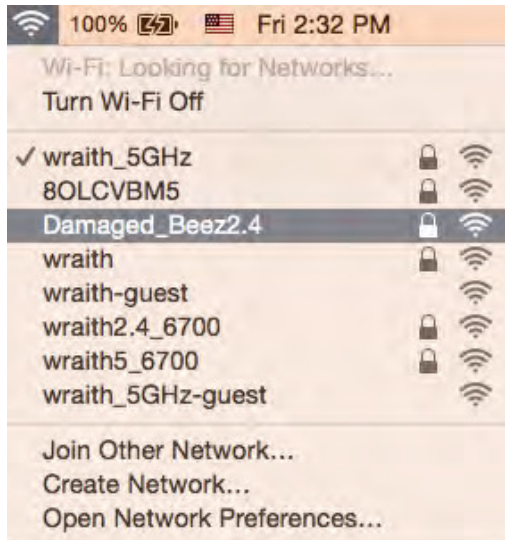 100% Fri 2:32 PM
Wi-Fi: Looking for Networks...
Turn Wi-Fi Off
✓ wraith_5GHz
8OLCVBM5
Damaged_Beez2.4
wraith
wraith-guest
wraith2.4_6700
wraith5_6700
wraith_5GHz-guest
Join Other Network...
Create Network...
Open Network Preferences...